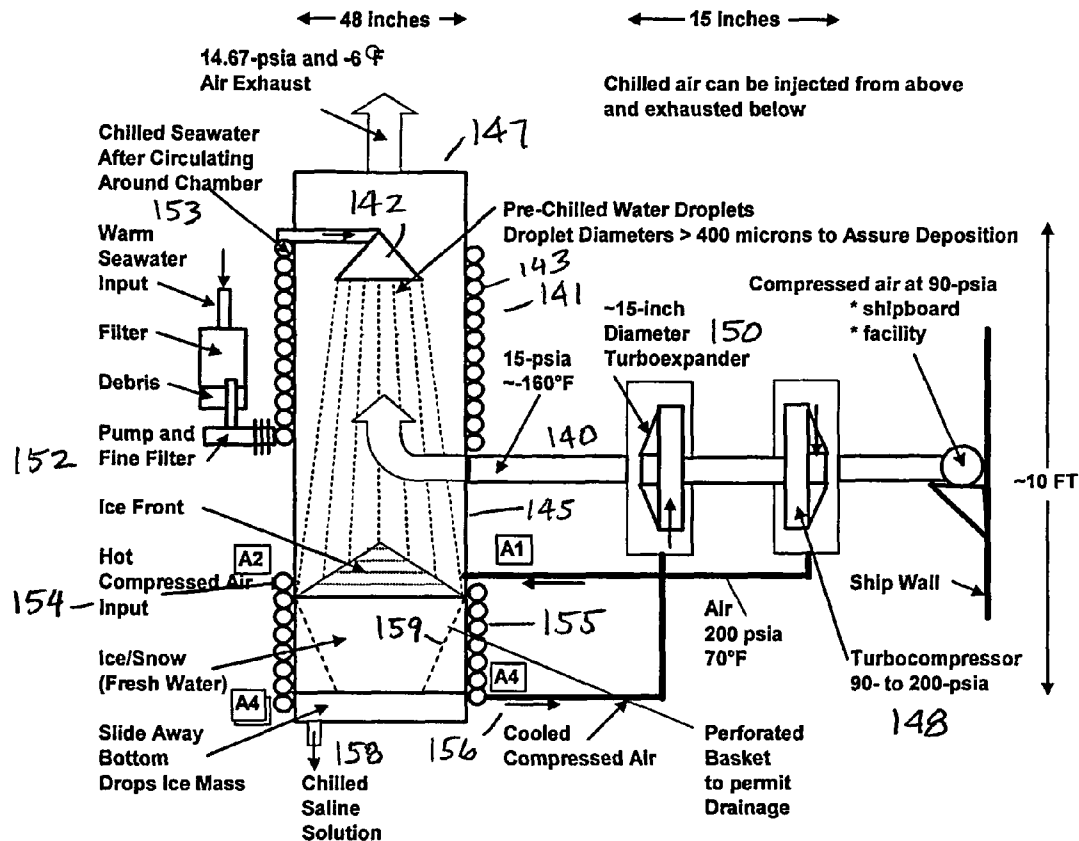 48 inches
15 inches
14.67-psia and -6°F
Air Exhaust
Chilled air can be injected from above
and exhausted below
147
Chilled Seawater
After Circulating
Around Chamber
153
142
Pre-Chilled Water Droplets
Droplet Diameters > 400 microns to Assure Deposition
Warm
Seawater
Input
143
141
Compressed air at 90-psia
* shipboard
* facility
~15-inch
Diameter
Turboexpander
150
Filter
Debris
15-psia
~-160°F
Pump and
Fine Filter
152
140
~10 FT
Ice Front
145
Hot
Compressed Air
Input
154
A2
A1
Ship Wall
Air
200 psia
70°F
155
159
Ice/Snow
(Fresh Water)
Turbocompressor
90- to 200-psia
148
A4
A4
Slide Away
Bottom
Drops Ice Mass
158
Chilled
Saline
Solution
156
Cooled
Compressed Air
Perforated
Basket
to permit
Drainage